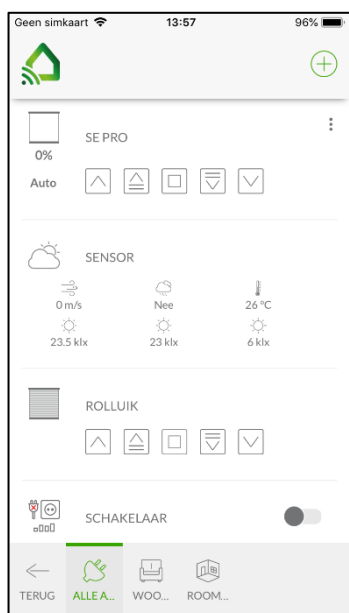 Geen simkaart 13:57 96%
SE PRO
0%
Auto
SENSOR
0 m/s Nee 26 °C
23.5 klx 23 klx 6 klx
ROLLUIK
SCHAKELAAR
TERUG ALLE A... WOO... ROOM...